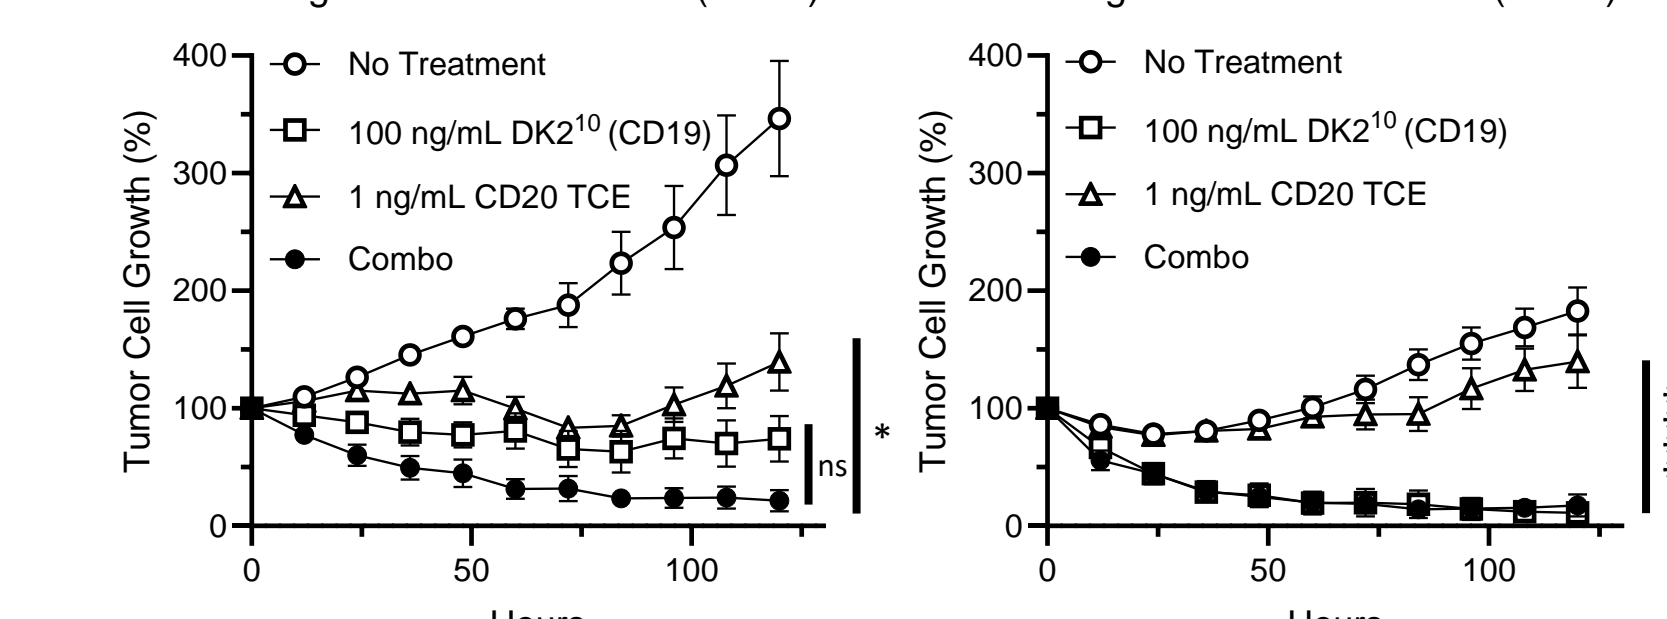 400
300
200
100
0
Tumor Cell Growth (%)
No Treatment
100 ng/mL DK2¹⁰ (CD19)
1 ng/mL CD20 TCE
Combo
ns
*
0 50 100
Hours
400
300
200
100
0
Tumor Cell Growth (%)
No Treatment
100 ng/mL DK2¹⁰ (CD19)
1 ng/mL CD20 TCE
Combo
0 50 100
Hours